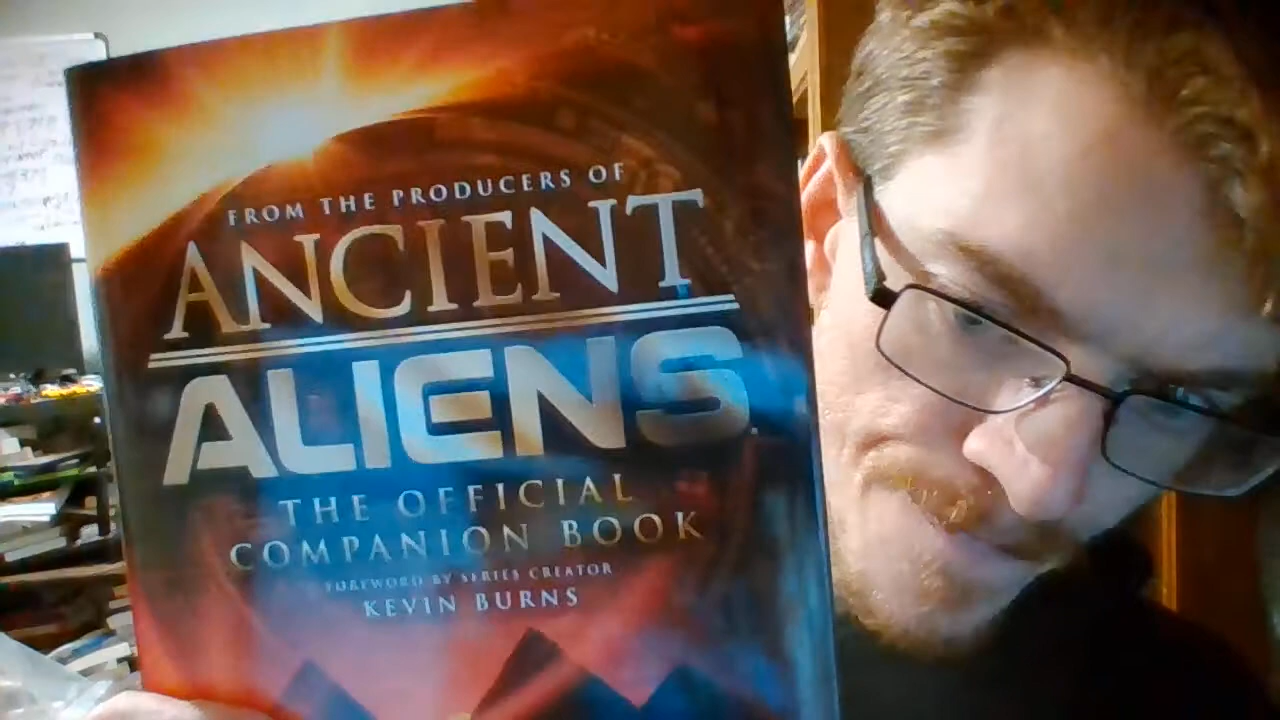 FROM THE PRODUCERS OF
ANCIENT
ALIENS.
THE OFFICIAL
COMPANION BOOK
FOREWORD BY SERIES CREATOR
KEVIN BURNS